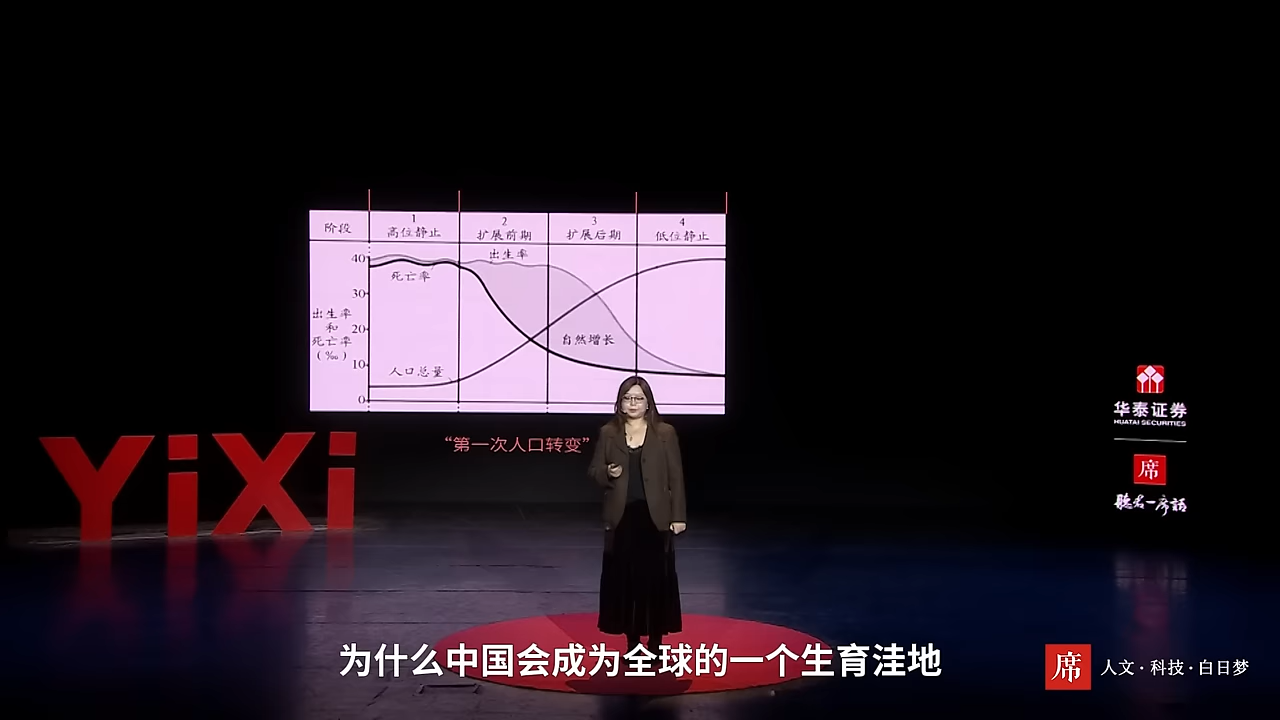 阶段
1
高位静止
2
扩展前期
3
扩展后期
4
低位静止
出生率
死亡率
人口总量
自然增长
出生率
和
死亡率
(‰)
40
30
20
10
0
“第一次人口转变”
YiXi
华泰证券
HUATAI SECURITIES
席
听君一席话
为什么中国会成为全球的一个生育洼地
席 人文·科技·白日梦